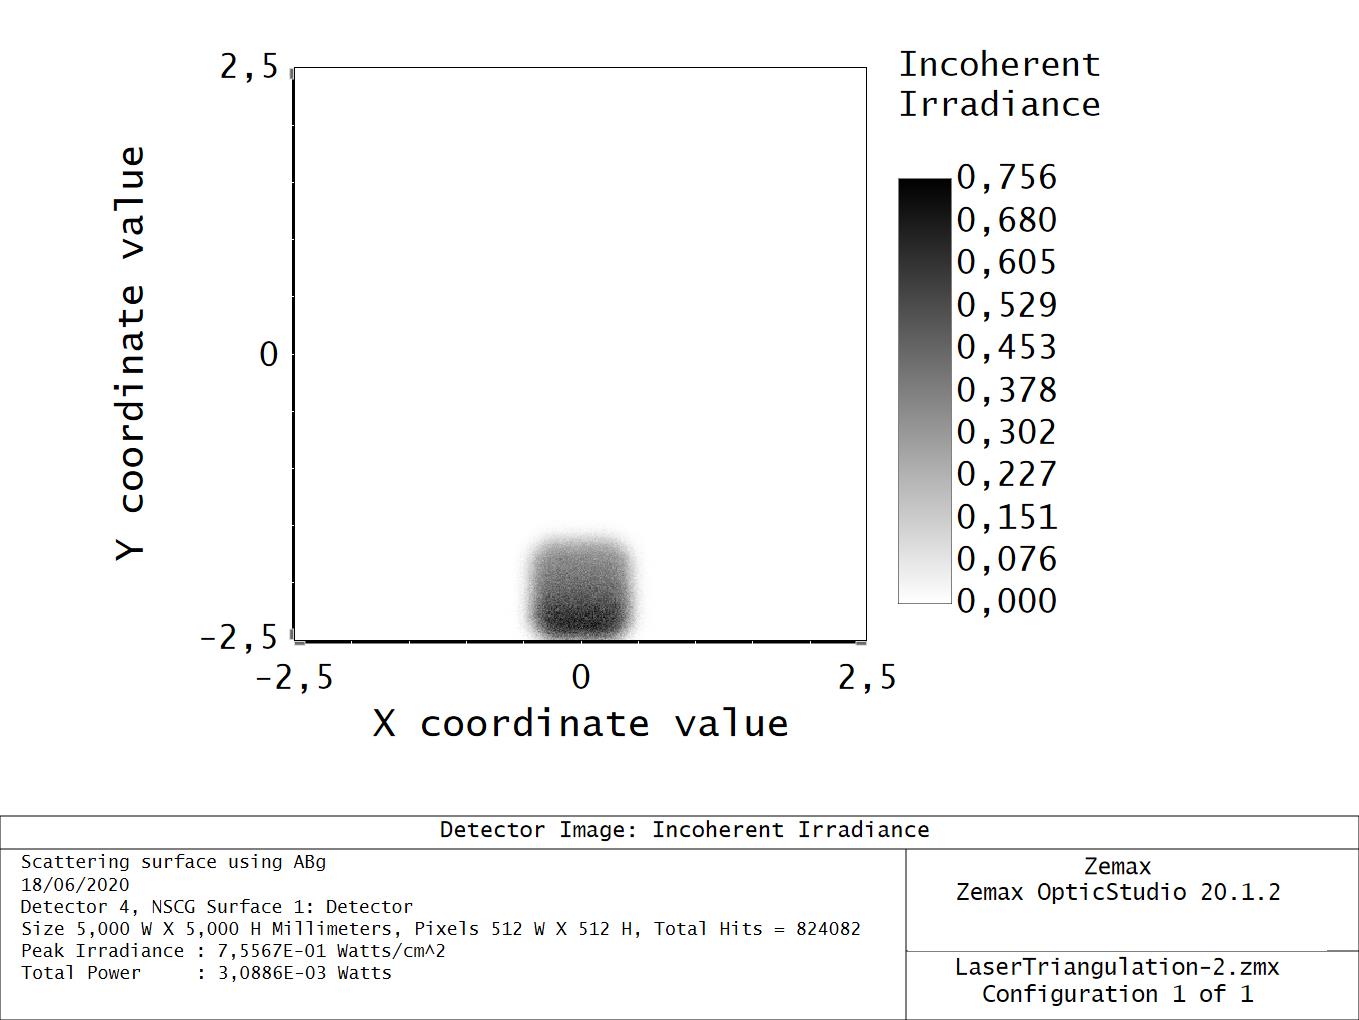 Incoherent
Irradiance
2,5
0
-2,5
Y coordinate value
-2,5 0 2,5
X coordinate value
0,756
0,680
0,605
0,529
0,453
0,378
0,302
0,227
0,151
0,076
0,000
Detector Image: Incoherent Irradiance
Scattering surface using ABg
18/06/2020
Detector 4, NSCG Surface 1: Detector
Size 5,000 W X 5,000 H Millimeters, Pixels 512 W X 512 H, Total Hits = 824082
Peak Irradiance : 7,5567E-01 Watts/cm^2
Total Power     : 3,0886E-03 Watts
Zemax
Zemax OpticStudio 20.1.2
LaserTriangulation-2.zmx
Configuration 1 of 1